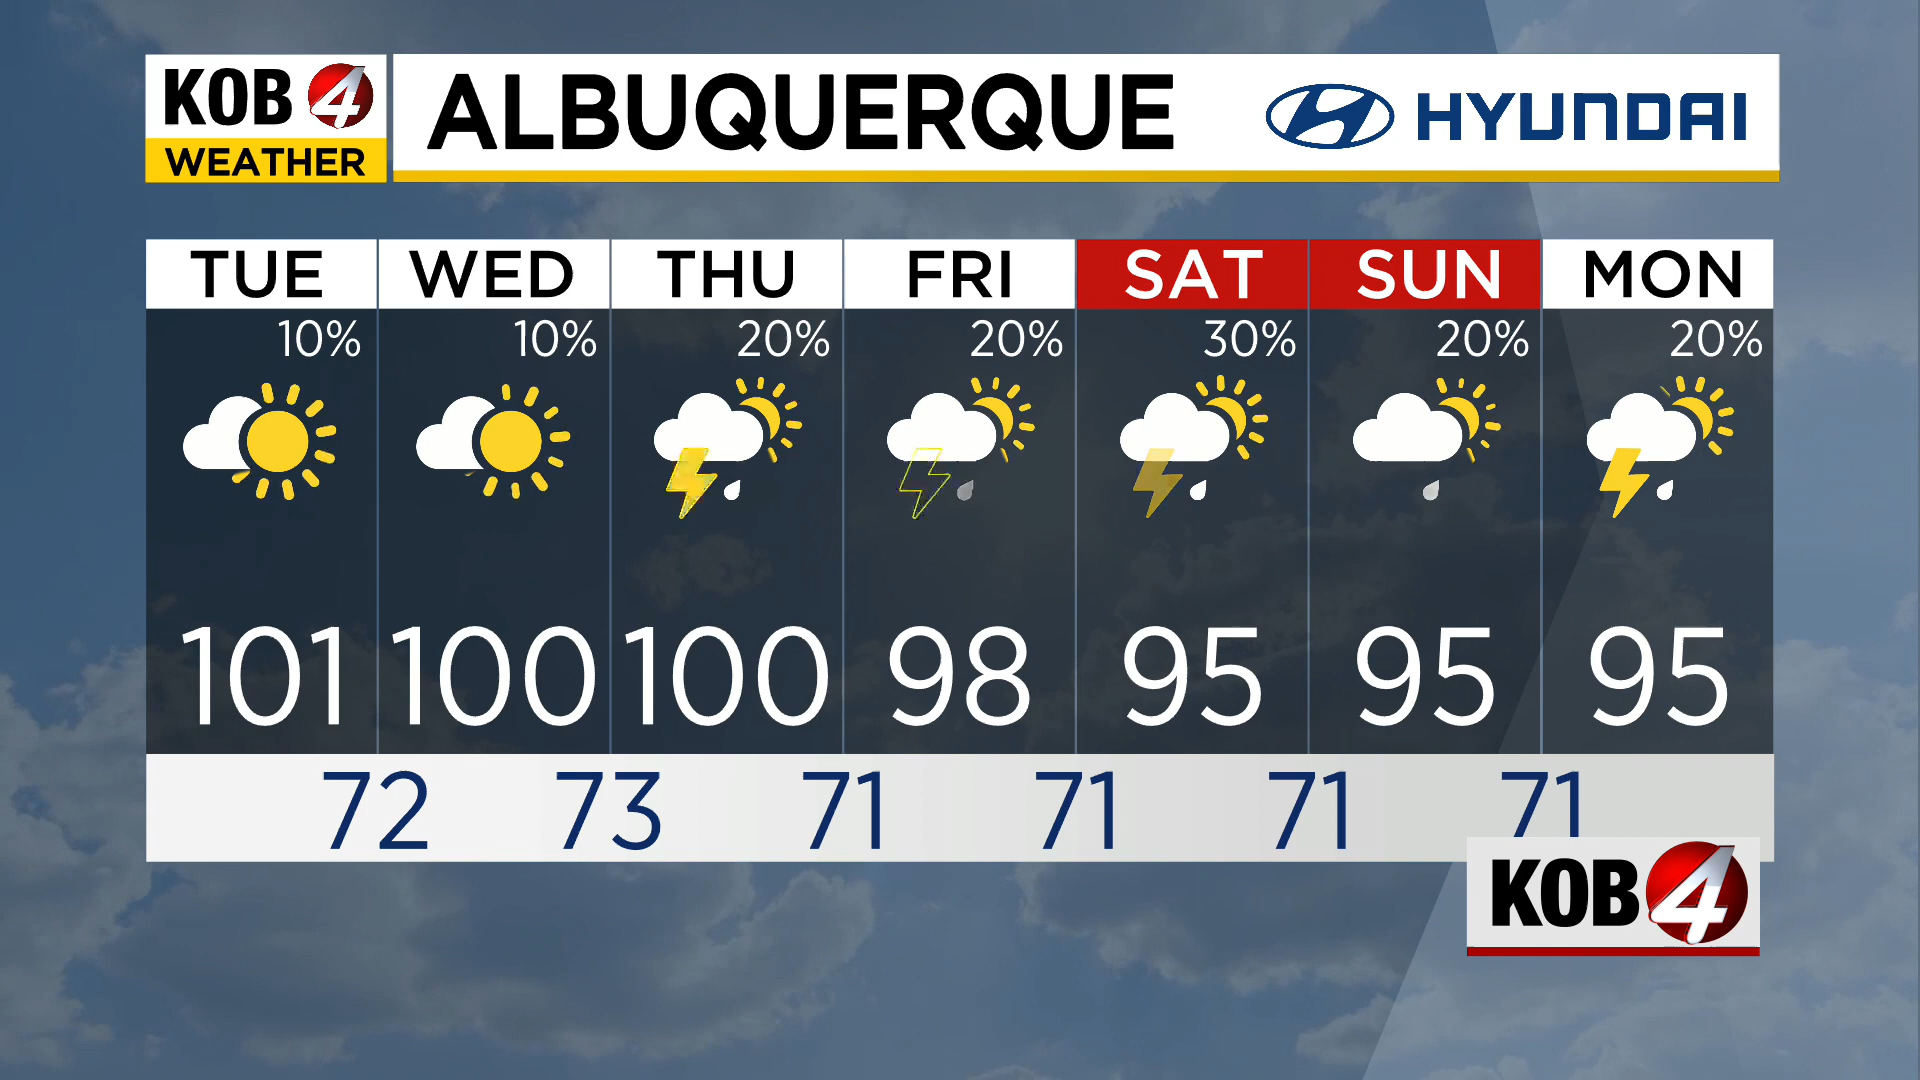 KOB 4
WEATHER
ALBUQUERQUE
HYUNDAI
TUE WED THU FRI SAT SUN MON
10% 10% 20% 20% 30% 20% 20%
101 100 100 98 95 95 95
72 73 71 71 71 71
KOB 4